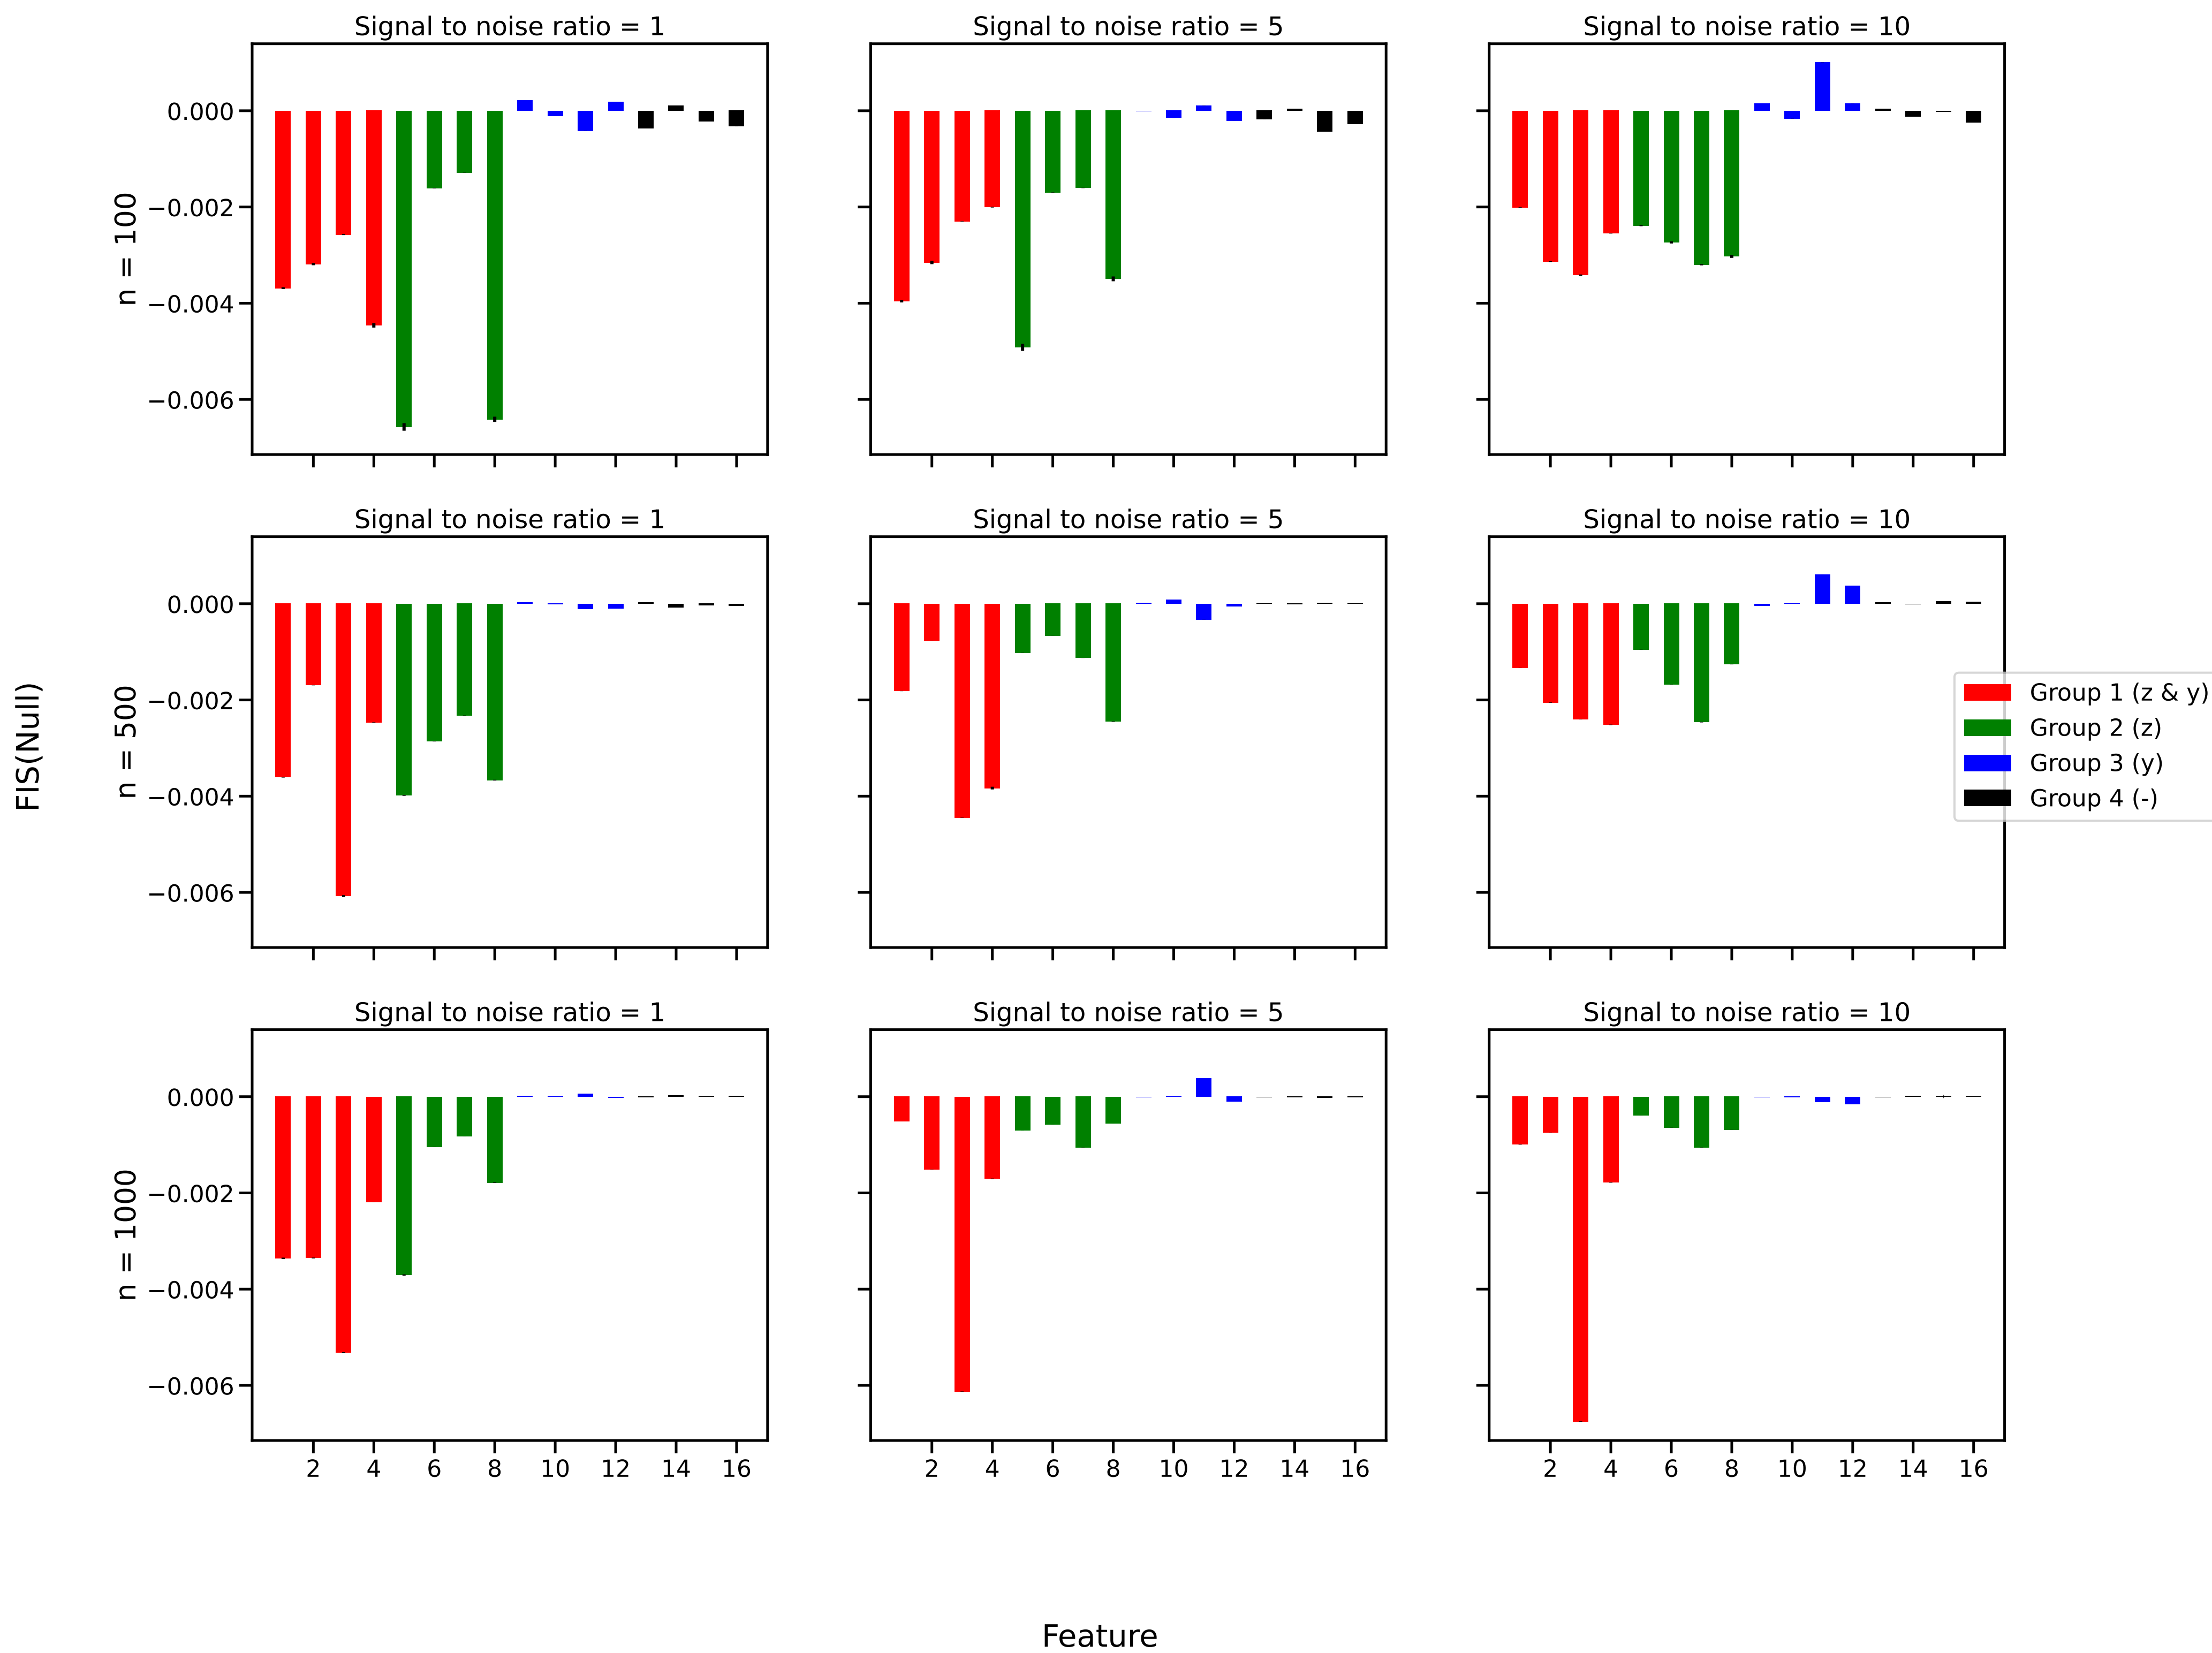 Signal to noise ratio = 1
Signal to noise ratio = 5
Signal to noise ratio = 10
n = 100
0.000
−0.002
−0.004
−0.006
Signal to noise ratio = 1
Signal to noise ratio = 5
Signal to noise ratio = 10
FIS(Null)
n = 500
0.000
−0.002
−0.004
−0.006
Group 1 (z & y)
Group 2 (z)
Group 3 (y)
Group 4 (-)
Signal to noise ratio = 1
Signal to noise ratio = 5
Signal to noise ratio = 10
n = 1000
0.000
−0.002
−0.004
−0.006
2 4 6 8 10 12 14 16
2 4 6 8 10 12 14 16
2 4 6 8 10 12 14 16
Feature